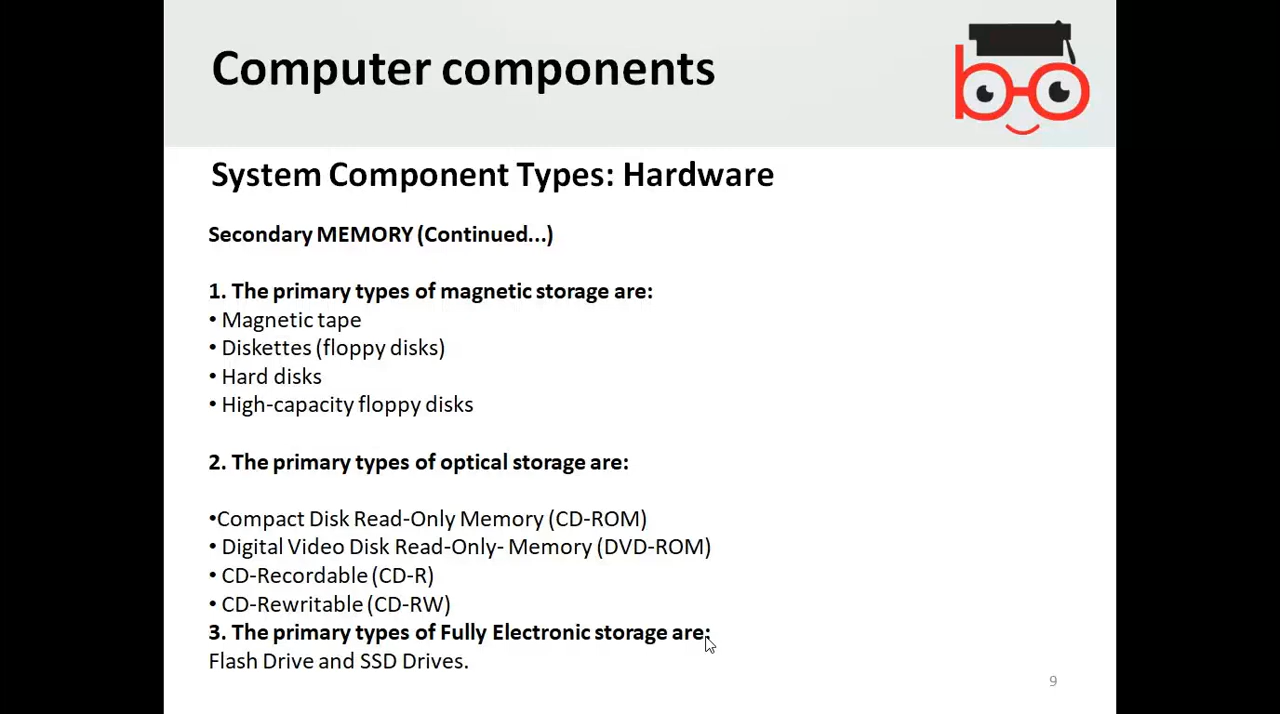 Computer components
System Component Types: Hardware
Secondary MEMORY (Continued...)
1. The primary types of magnetic storage are:
• Magnetic tape
• Diskettes (floppy disks)
• Hard disks
• High-capacity floppy disks
2. The primary types of optical storage are:
•Compact Disk Read-Only Memory (CD-ROM)
• Digital Video Disk Read-Only- Memory (DVD-ROM)
• CD-Recordable (CD-R)
• CD-Rewritable (CD-RW)
3. The primary types of Fully Electronic storage are:
Flash Drive and SSD Drives.
9